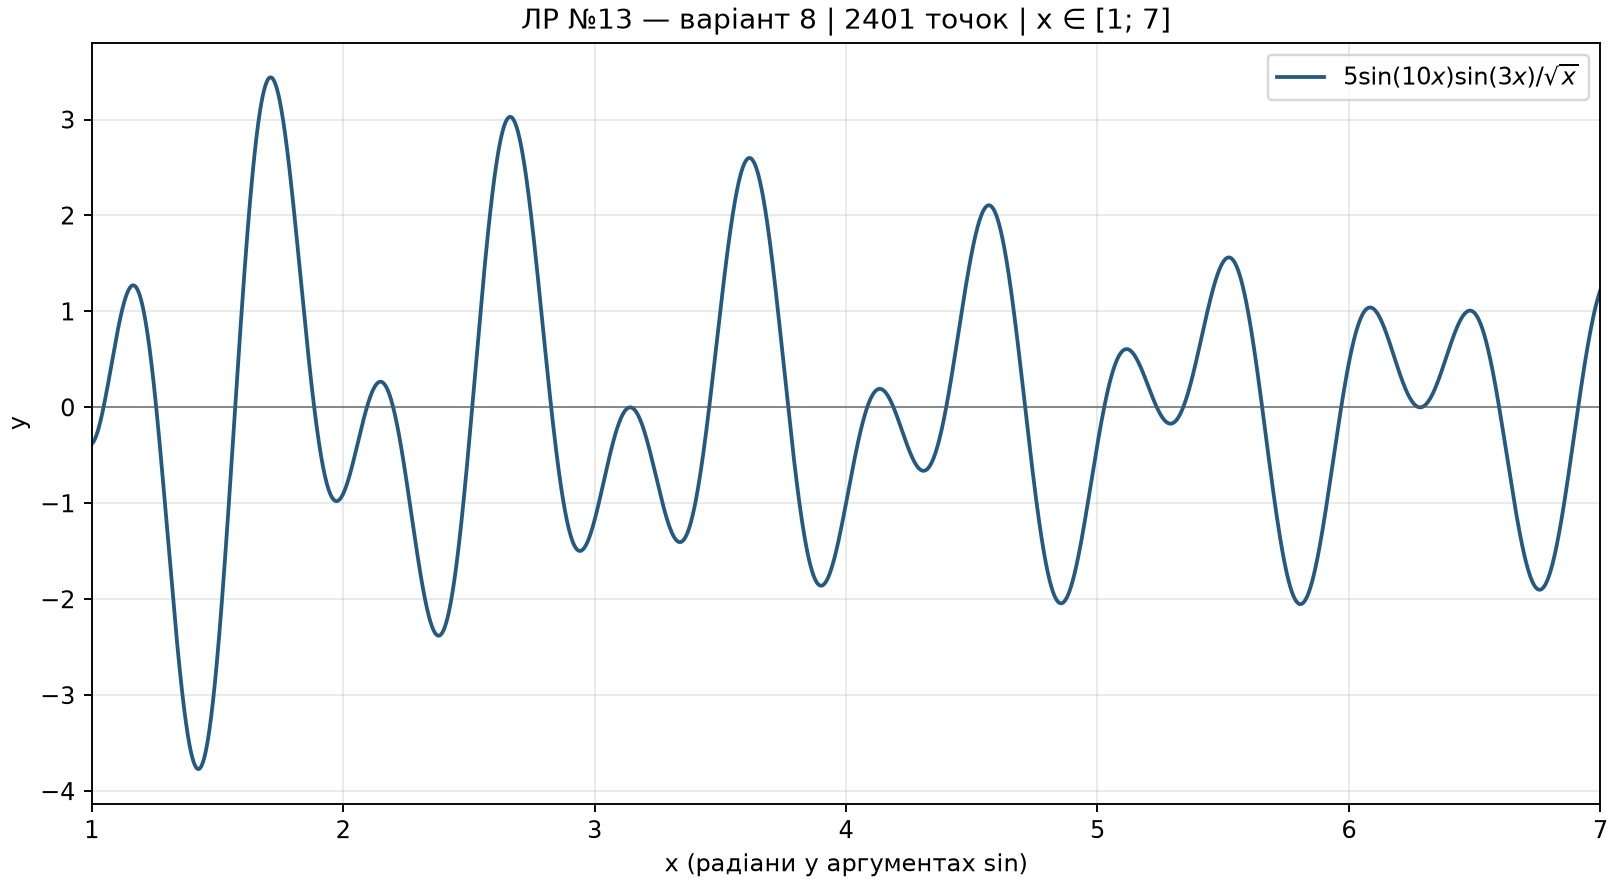 ЛР №13 — варіант 8 | 2401 точок | x ∈ [1; 7]
5sin(10x)sin(3x)/√x
3
2
1
0
−1
−2
−3
−4
y
1 2 3 4 5 6 7
x (радіани у аргументах sin)